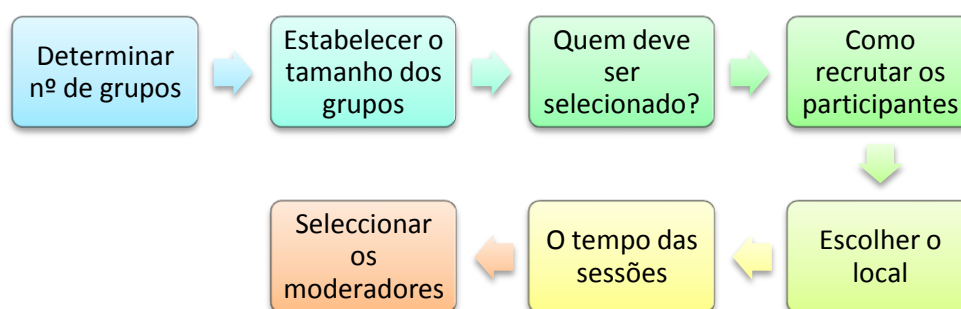 Determinar
nº de grupos
Estabelecer o
tamanho dos
grupos
Quem deve
ser
selecionado?
Como
recrutar os
participantes
Escolher o
local
O tempo das
sessões
Seleccionar
os
moderadores